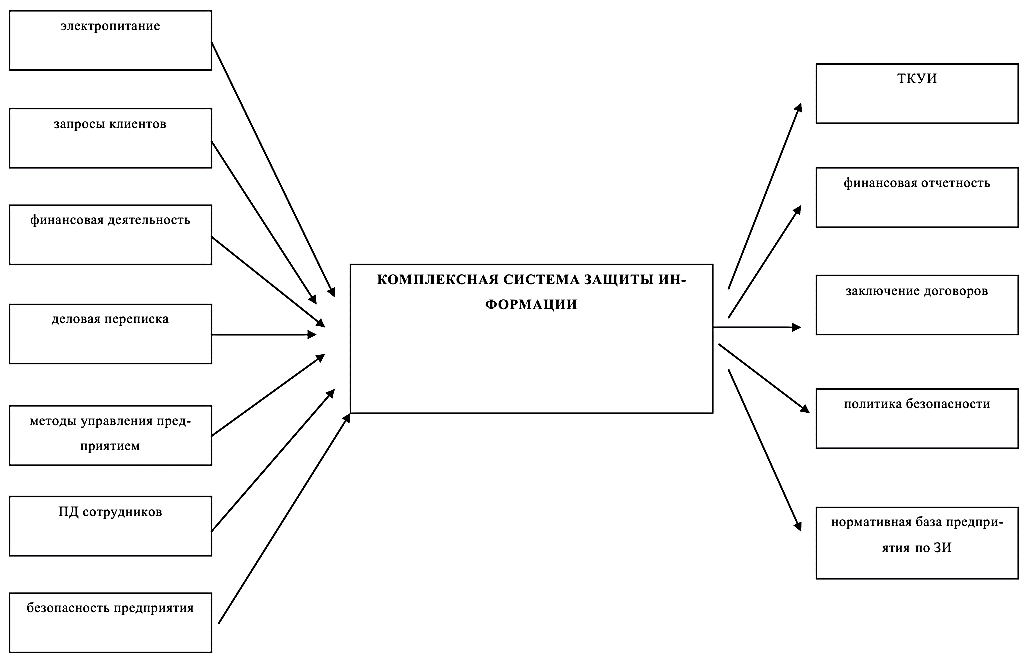 электропитание
запросы клиентов
финансовая деятельность
деловая переписка
методы управления пред-
приятием
ПД сотрудников
безопасность предприятия
КОМПЛЕКСНАЯ СИСТЕМА ЗАЩИТЫ ИН-
ФОРМАЦИИ
ТКУИ
финансовая отчетность
заключение договоров
политика безопасности
нормативная база предпри-
ятия по ЗИ